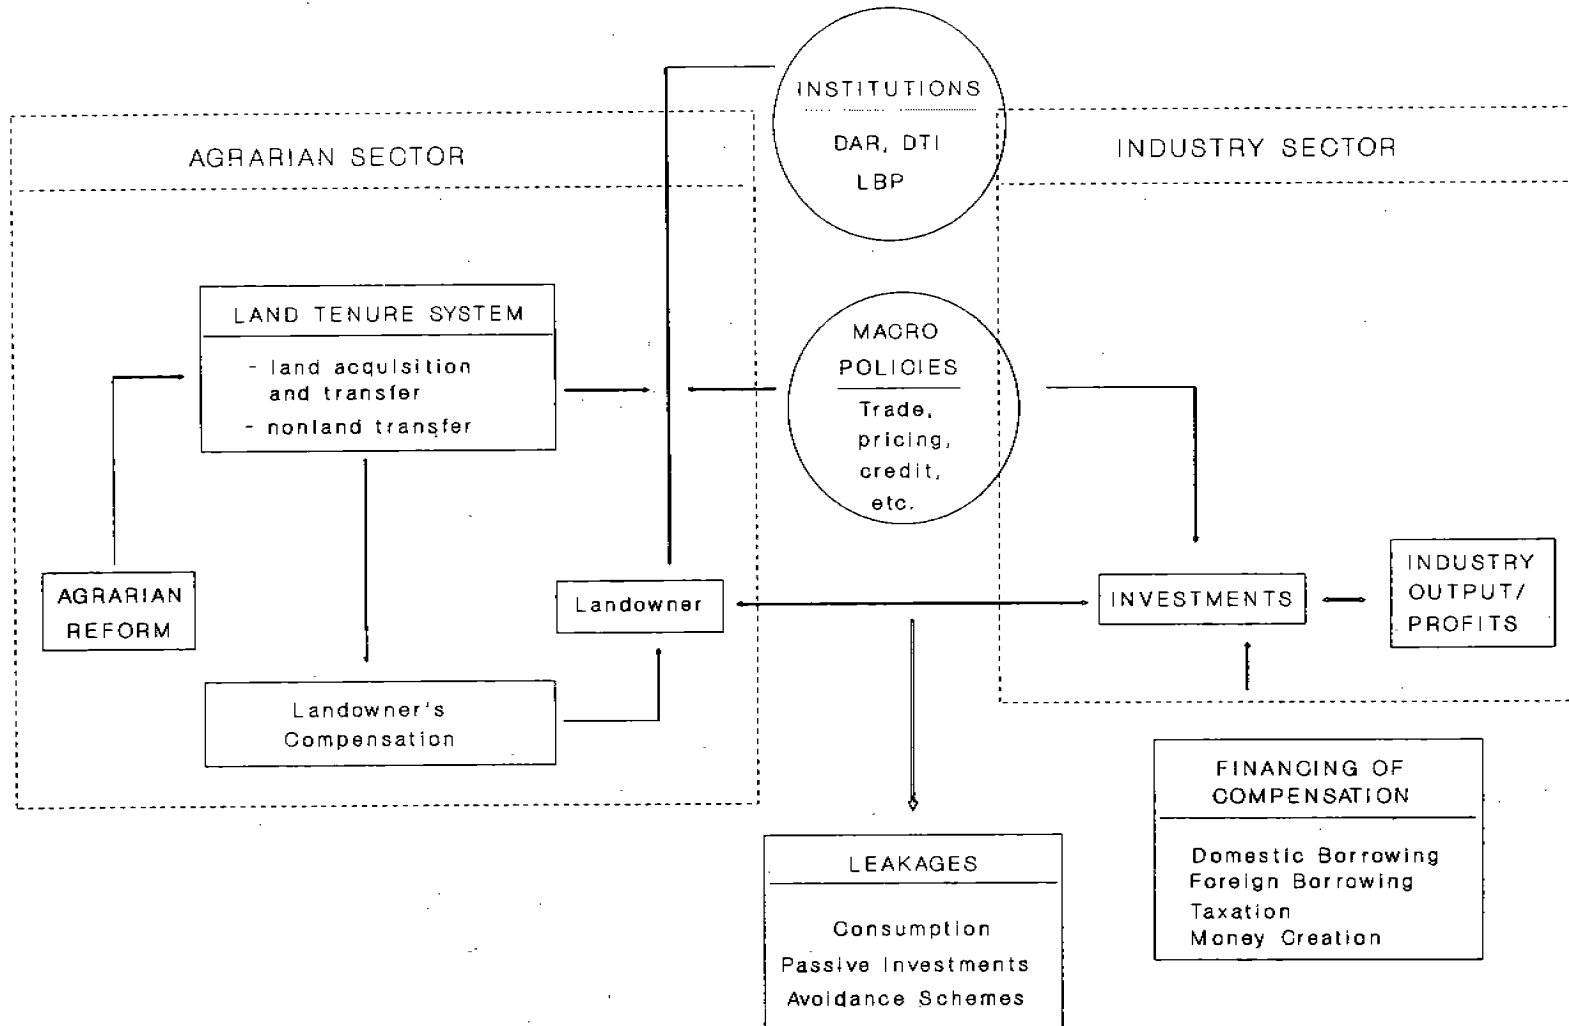 INSTITUTIONS
DAR, DTI
LBP
AGRARIAN SECTOR
INDUSTRY SECTOR
LAND TENURE SYSTEM
- land acquisition
and transfer
- nonland transfer
MACRO
POLICIES
Trade,
pricing,
credit,
etc.
AGRARIAN
REFORM
Landowner
INVESTMENTS
INDUSTRY
OUTPUT/
PROFITS
Landowner's
Compensation
FINANCING OF
COMPENSATION
Domestic Borrowing
Foreign Borrowing
Taxation
Money Creation
LEAKAGES
Consumption
Passive Investments
Avoidance Schemes